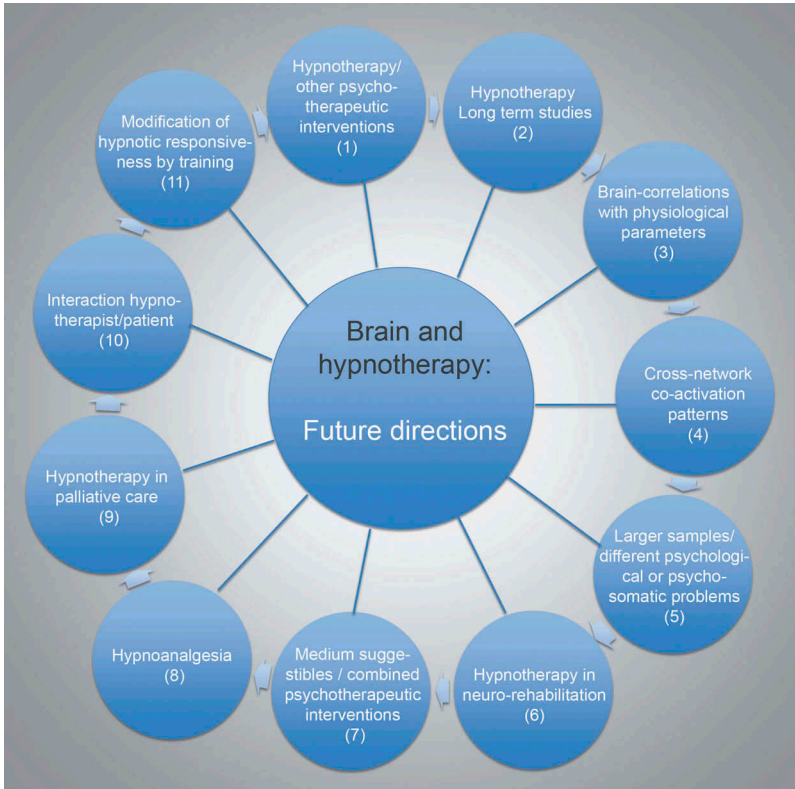 Brain and
hypnotherapy:
Future directions
Hypnotherapy/
other psycho-
therapeutic
interventions
(1)
Hypnotherapy
Long term studies
(2)
Brain-correlations
with physiological
parameters
(3)
Cross-network
co-activation
patterns
(4)
Larger samples/
different psychologi-
cal or psycho-
somatic problems
(5)
Hypnotherapy in
neuro-rehabilitation
(6)
Medium sugge-
stibles / combined
psychotherapeutic
interventions
(7)
Hypnoanalgesia
(8)
Hypnotherapy in
palliative care
(9)
Interaction hypno-
therapist/patient
(10)
Modification of
hypnotic responsive-
ness by training
(11)